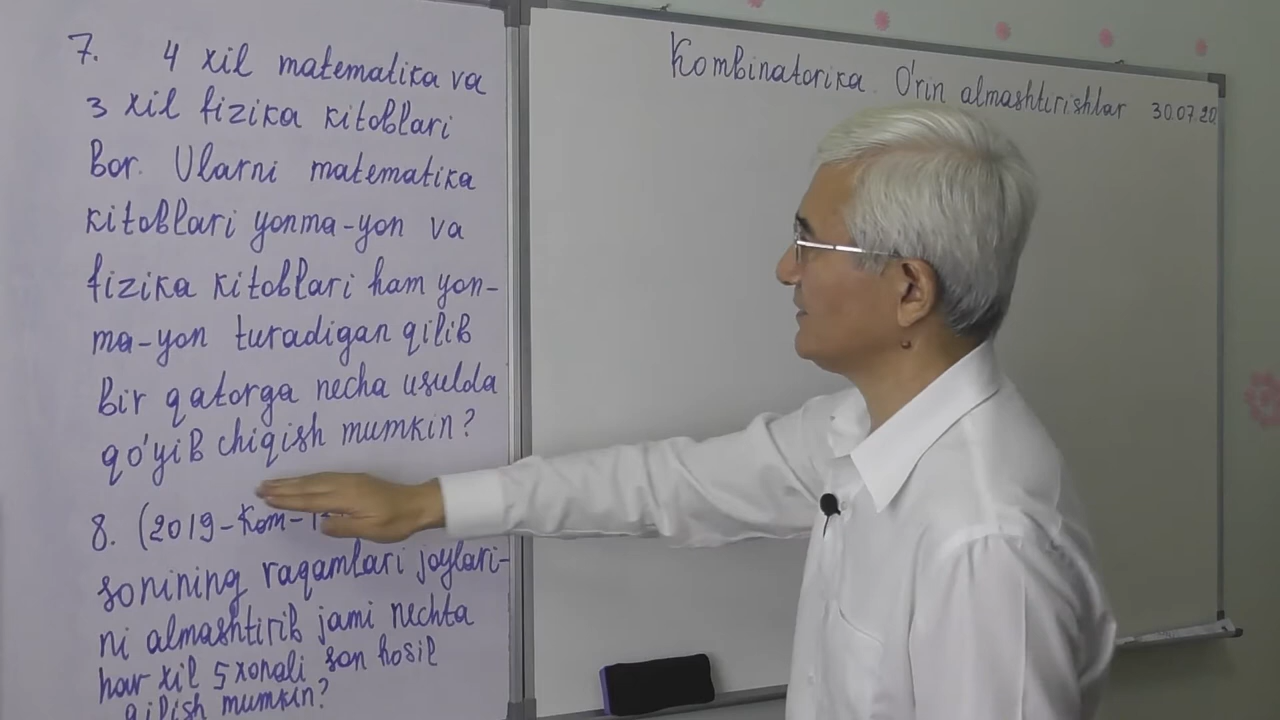 7. 4 xil matematika va
3 xil fizika kitoblari
bor. Ularni matematika
kitoblari yonma-yon va
fizika kitoblari ham yon-
ma-yon turadigan qilib
bir qatorga necha usulda
qo'yib chiqish mumkin?
8. (2019-Kom-
sonining raqamlari joylari-
ni almashtirib jami nechta
har xil 5 xonali son hosil
qilish mumkin?
Kombinatorika. O'rin almashtirishlar 30.07.20